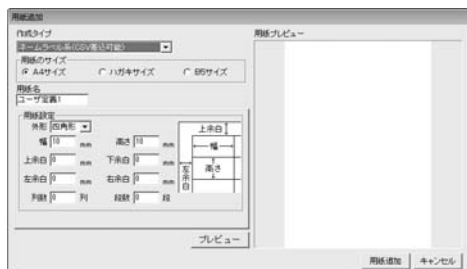 用紙追加
作成タイプ
ネームラベル系(CSV差込可能)
用紙のサイズ
A4サイズ ハガキサイズ B5サイズ
用紙名
ユーザ定義1
用紙設定
外形 四角形
幅 10 mm 高さ 10 mm
上余白 0 mm 下余白 0 mm
左余白 0 mm 右余白 0 mm
列数 0 列 段数 0 段
上余白
幅
高さ
左余白
プレビュー
用紙プレビュー
用紙追加 キャンセル